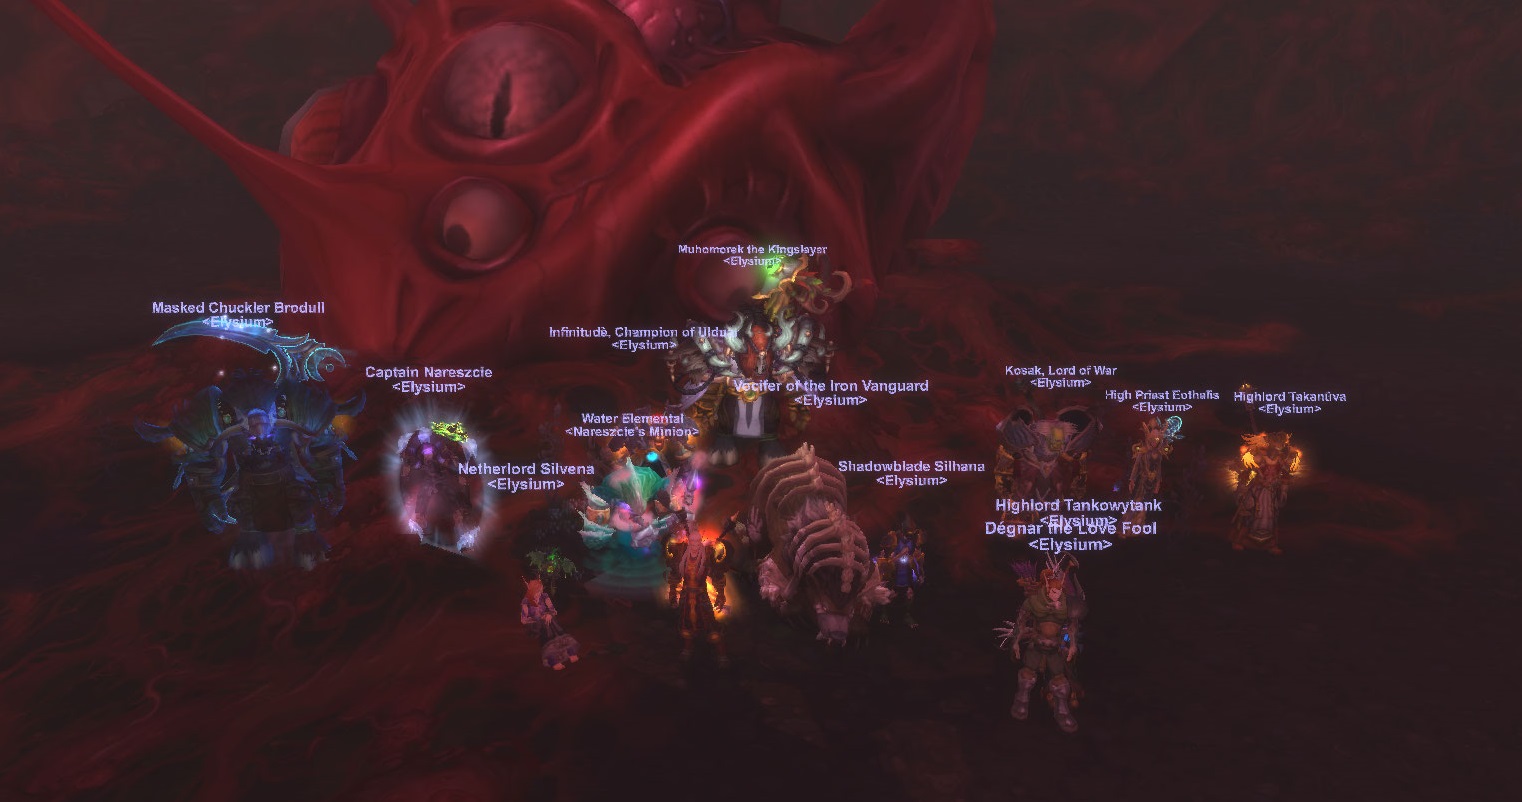 Muhomorek the Kingslayer
<Elysium>
Masked Chuckler Brodull
<Elysium>
Infinitudè, Champion of Ulduar
<Elysium>
Captain Nareszcie
<Elysium>
Vocifer of the Iron Vanguard
<Elysium>
Kosak, Lord of War
<Elysium>
High Priest Eothalis
<Elysium>
Highlord Takanúva
<Elysium>
Water Elemental
<Nareszcie's Minion>
Netherlord Silvena
<Elysium>
Shadowblade Silhana
<Elysium>
Highlord Tankowytank
<Elysium>
Dégnar the Love Fool
<Elysium>